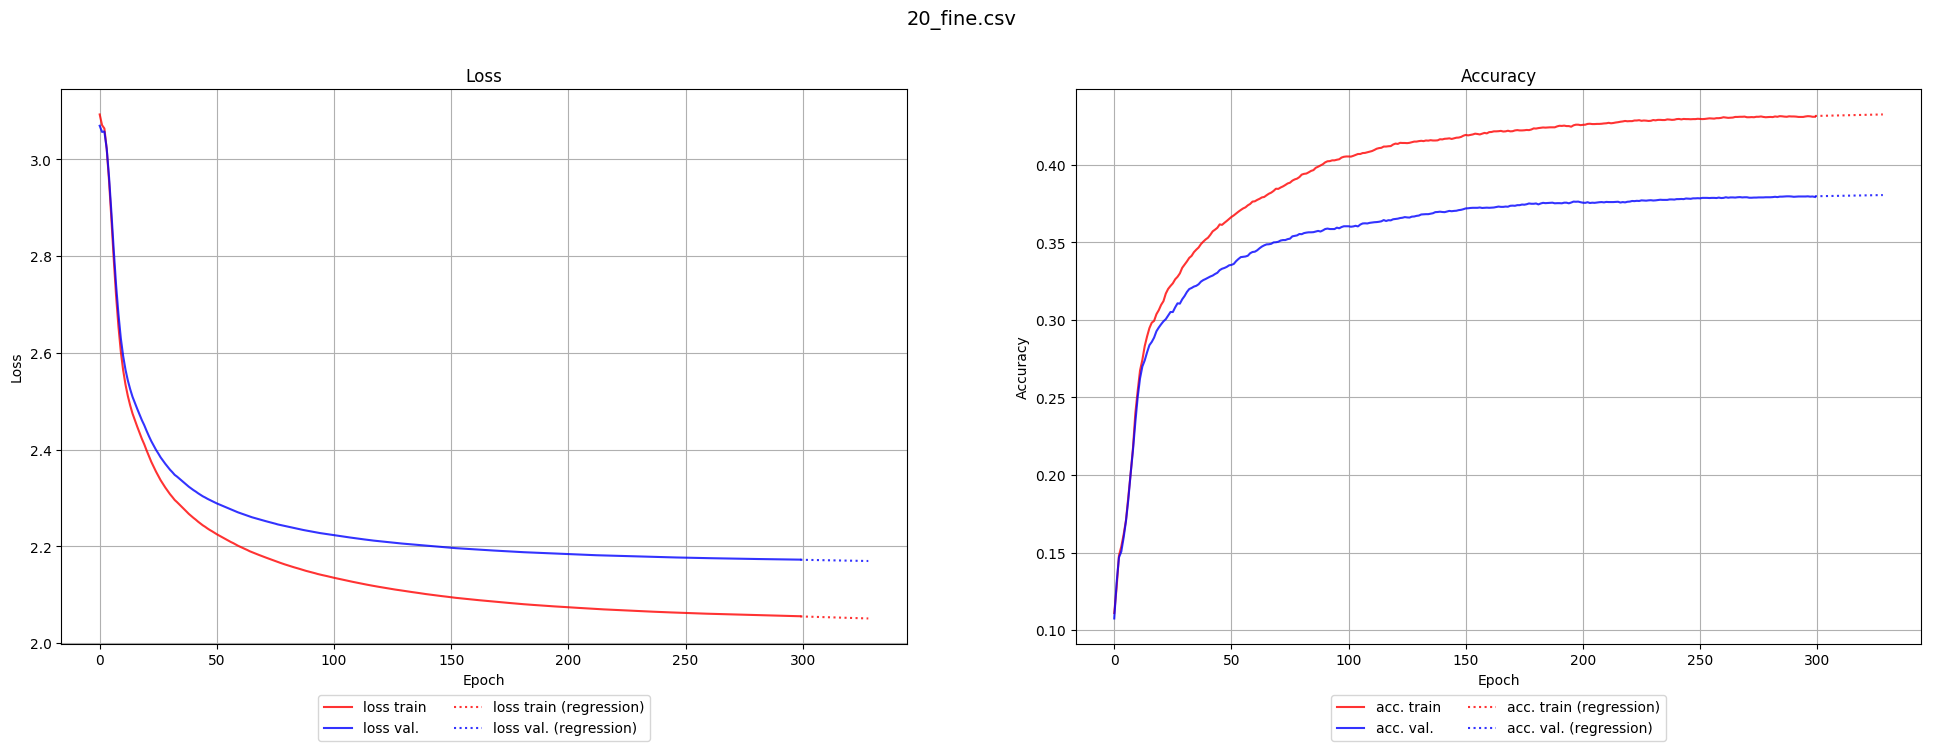 20_fine.csv
Loss
Loss
3.0
2.8
2.6
2.4
2.2
2.0
0 50 100 150 200 250 300
Epoch
loss train
loss val.
loss train (regression)
loss val. (regression)
Accuracy
Accuracy
0.40
0.35
0.30
0.25
0.20
0.15
0.10
0 50 100 150 200 250 300
Epoch
acc. train
acc. val.
acc. train (regression)
acc. val. (regression)